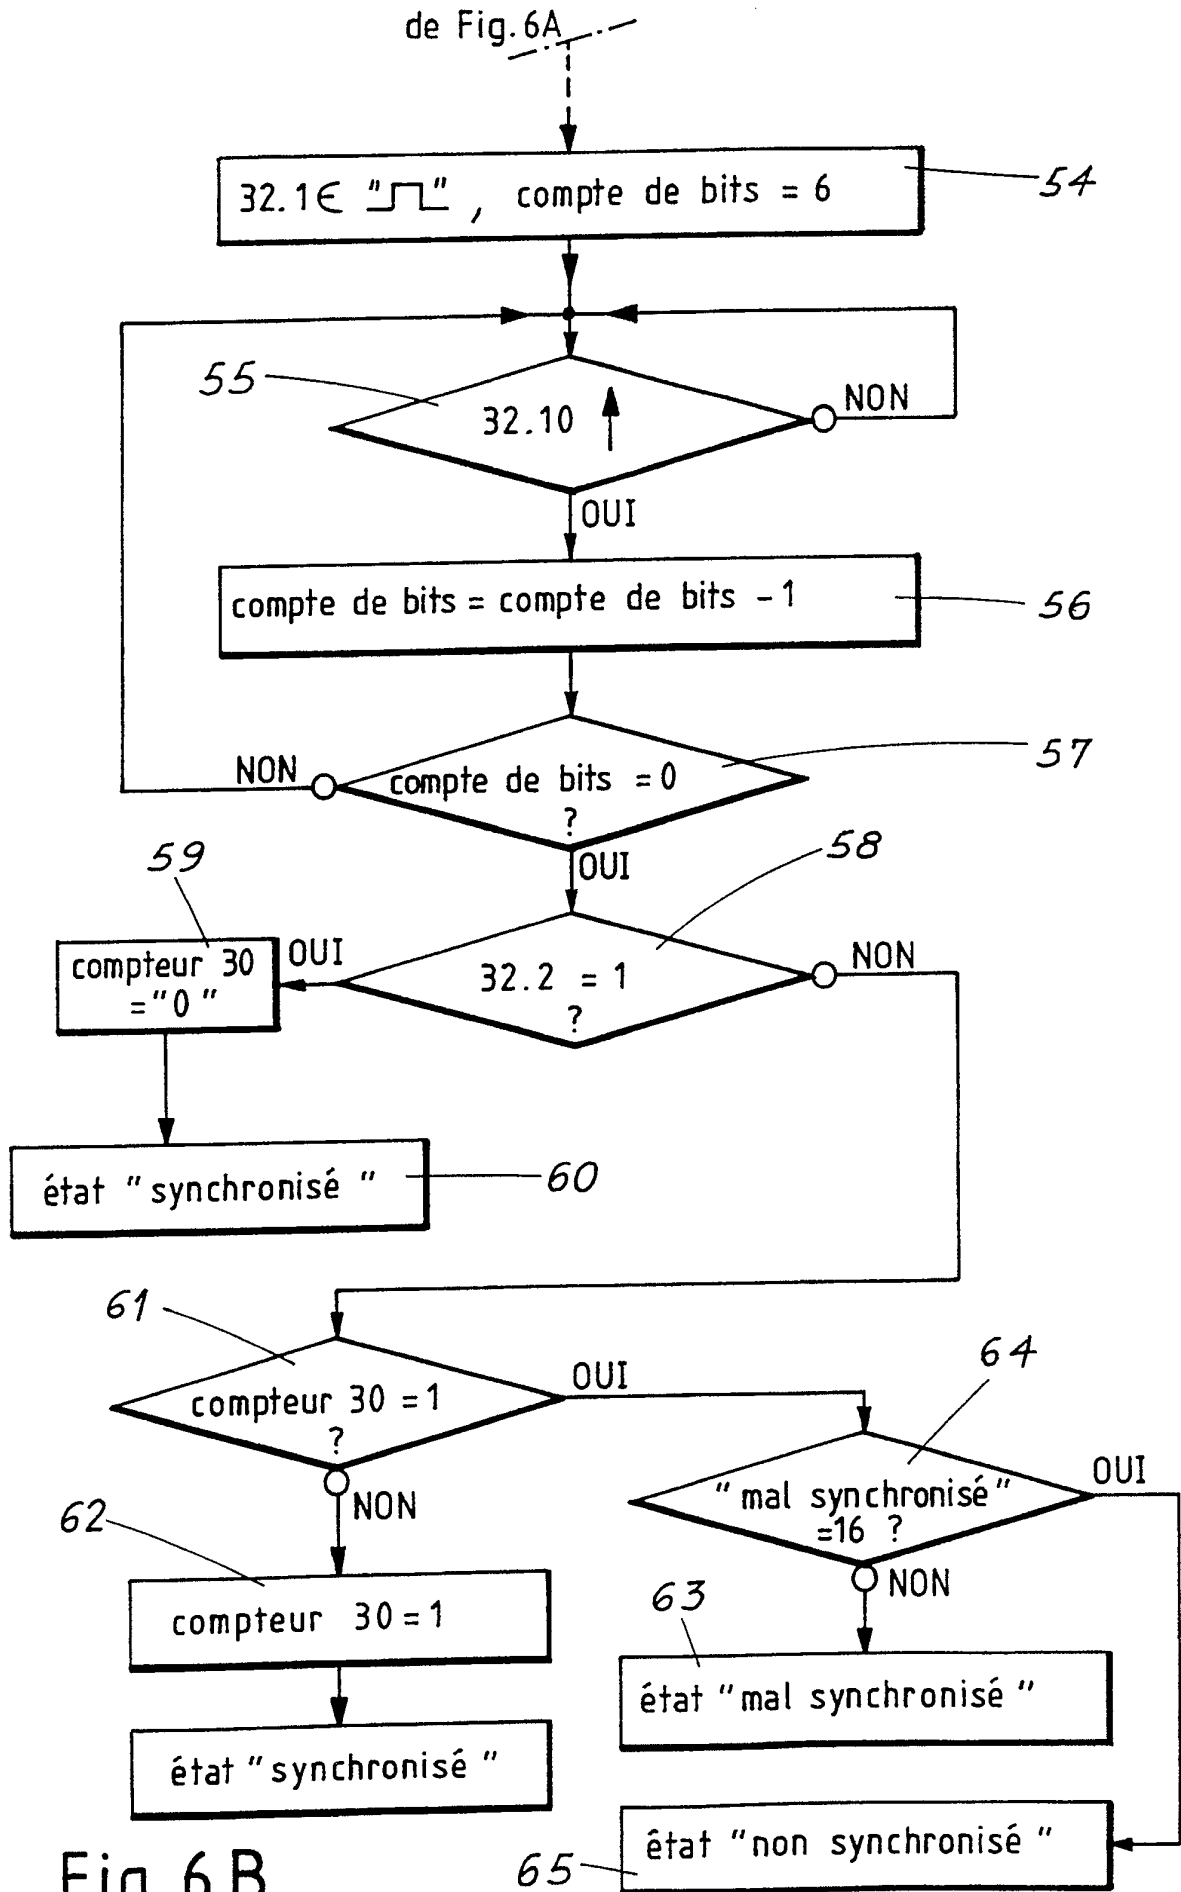 de Fig. 6A
32.1 ∈ " ", compte de bits = 6
54
55
32.10
NON
OUI
compte de bits = compte de bits - 1
56
57
NON
compte de bits = 0
?
OUI
58
59
compteur 30
= "0"
OUI
32.2 = 1
?
NON
état "synchronisé"
60
61
compteur 30 = 1
?
OUI
NON
64
"mal synchronisé"
=16 ?
OUI
NON
62
compteur 30 = 1
63
état "mal synchronisé"
état "synchronisé"
état "non synchronisé"
65
Fig. 6B